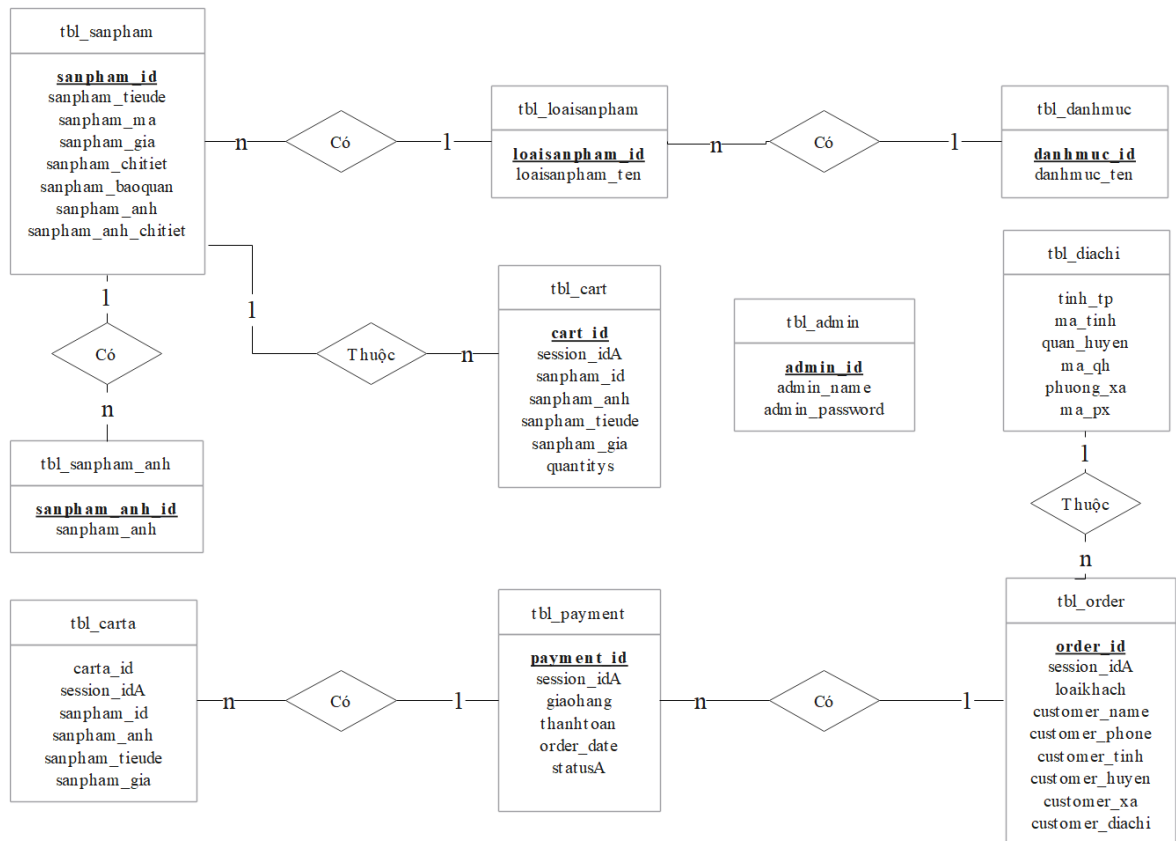 tbl_sanpham
sanpham_id
sanpham_tieude
sanpham_ma
sanpham_gia
sanpham_chitiet
sanpham_baoquan
sanpham_anh
sanpham_anh_chitiet
n
Có
1
tbl_loaisanpham
loaisanpham_id
loaisanpham_ten
n
Có
1
tbl_danhmuc
danhmuc_id
danhmuc_ten
1
Có
n
tbl_sanpham_anh
sanpham_anh_id
sanpham_anh
1
Thuộc
n
tbl_cart
cart_id
session_idA
sanpham_id
sanpham_anh
sanpham_tieude
sanpham_gia
quantitys
tbl_admin
admin_id
admin_name
admin_password
tbl_diachi
tinh_tp
ma_tinh
quan_huyen
ma_qh
phuong_xa
ma_px
1
Thuộc
n
tbl_carta
carta_id
session_idA
sanpham_id
sanpham_anh
sanpham_tieude
sanpham_gia
n
Có
1
tbl_payment
payment_id
session_idA
giaohang
thanhtoan
order_date
statusA
n
Có
1
tbl_order
order_id
session_idA
loaikhach
customer_name
customer_phone
customer_tinh
customer_huyen
customer_xa
customer_diachi